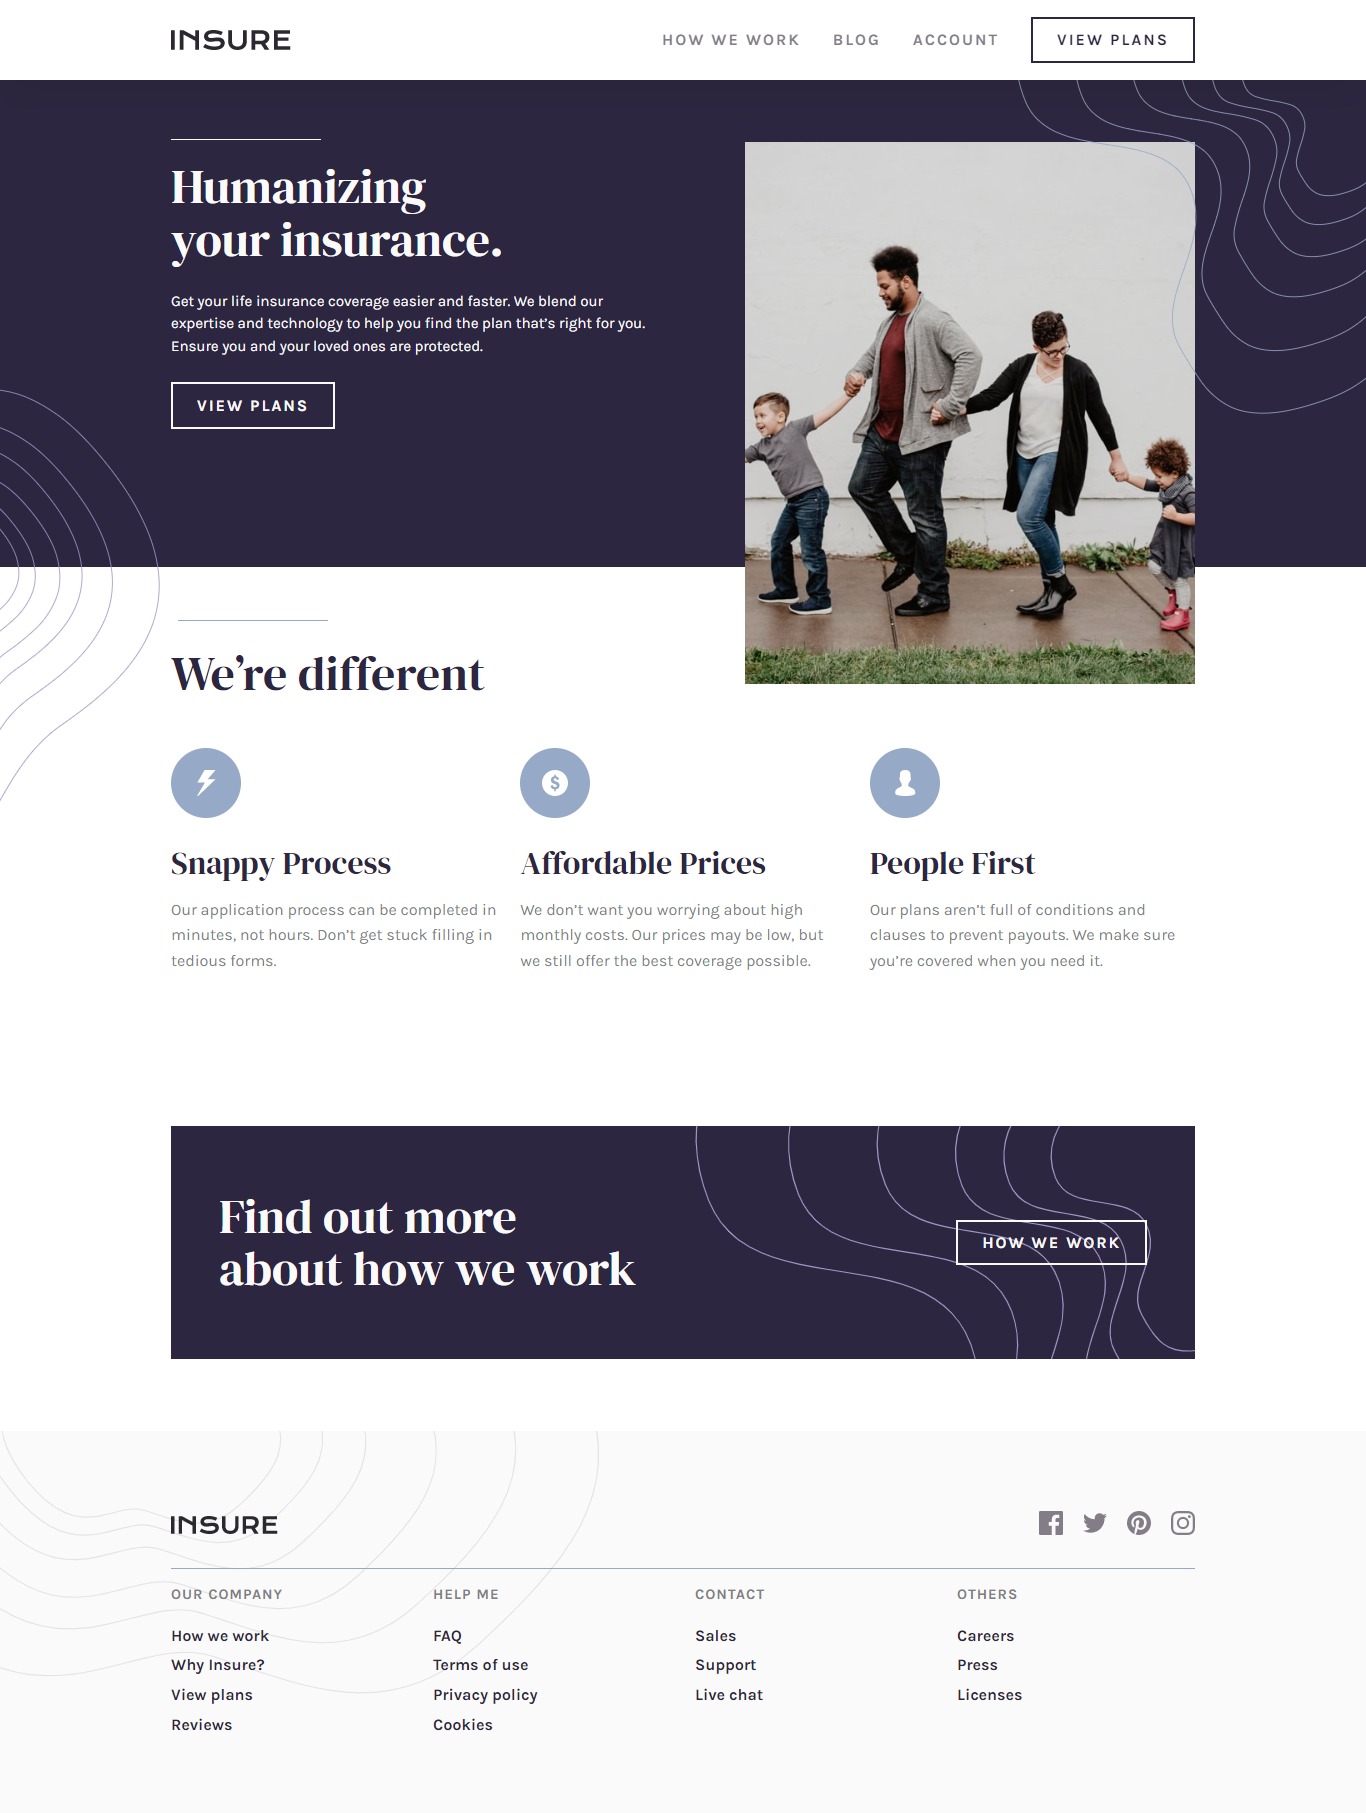 INSURE
HOW WE WORK
BLOG
ACCOUNT
VIEW PLANS
Humanizing
your insurance.
Get your life insurance coverage easier and faster. We blend our
expertise and technology to help you find the plan that’s right for you.
Ensure you and your loved ones are protected.
VIEW PLANS
We’re different
Snappy Process
Our application process can be completed in
minutes, not hours. Don’t get stuck filling in
tedious forms.
Affordable Prices
We don’t want you worrying about high
monthly costs. Our prices may be low, but
we still offer the best coverage possible.
People First
Our plans aren’t full of conditions and
clauses to prevent payouts. We make sure
you’re covered when you need it.
Find out more
about how we work
HOW WE WORK
INSURE
OUR COMPANY
How we work
Why Insure?
View plans
Reviews
HELP ME
FAQ
Terms of use
Privacy policy
Cookies
CONTACT
Sales
Support
Live chat
OTHERS
Careers
Press
Licenses